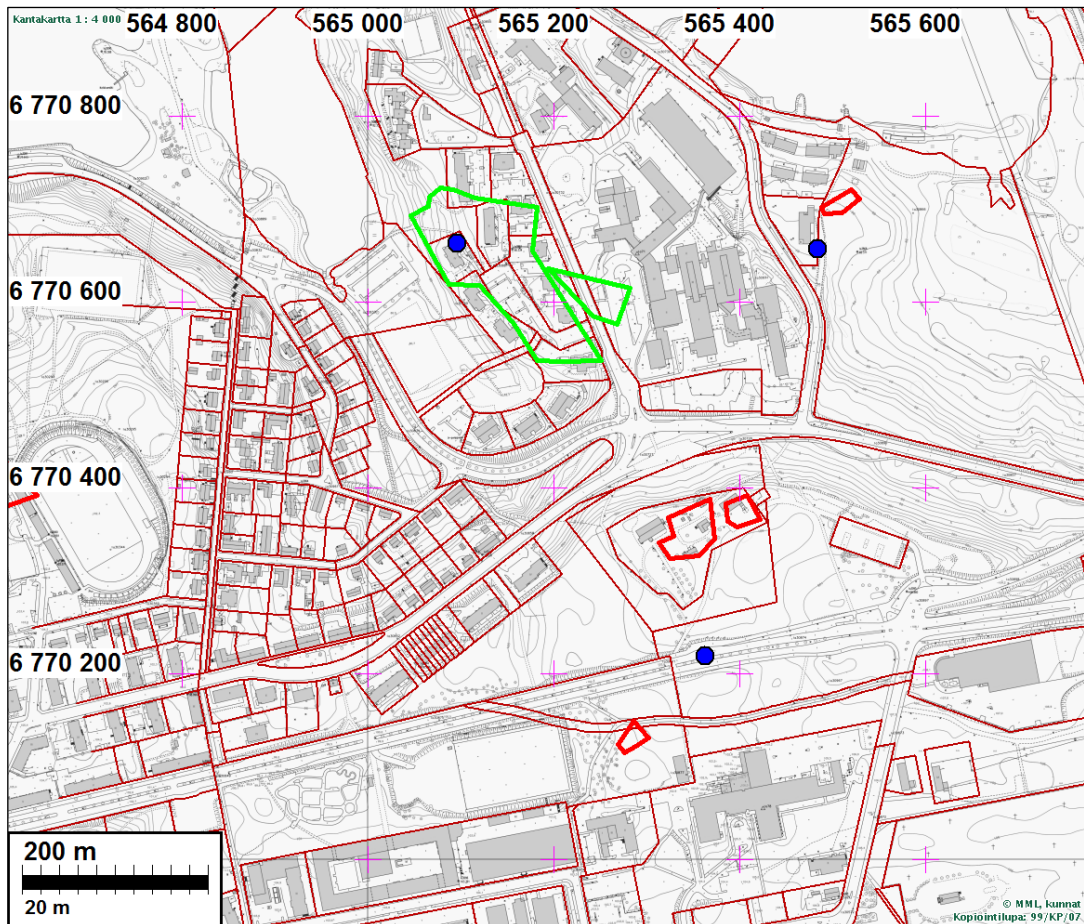 Kantakartta 1 : 4 000
564 800
565 000
565 200
565 400
565 600
6 770 800
6 770 600
6 770 400
6 770 200
200 m
20 m
© MML, kunnat
Kopiointilupa: 99/KP/07